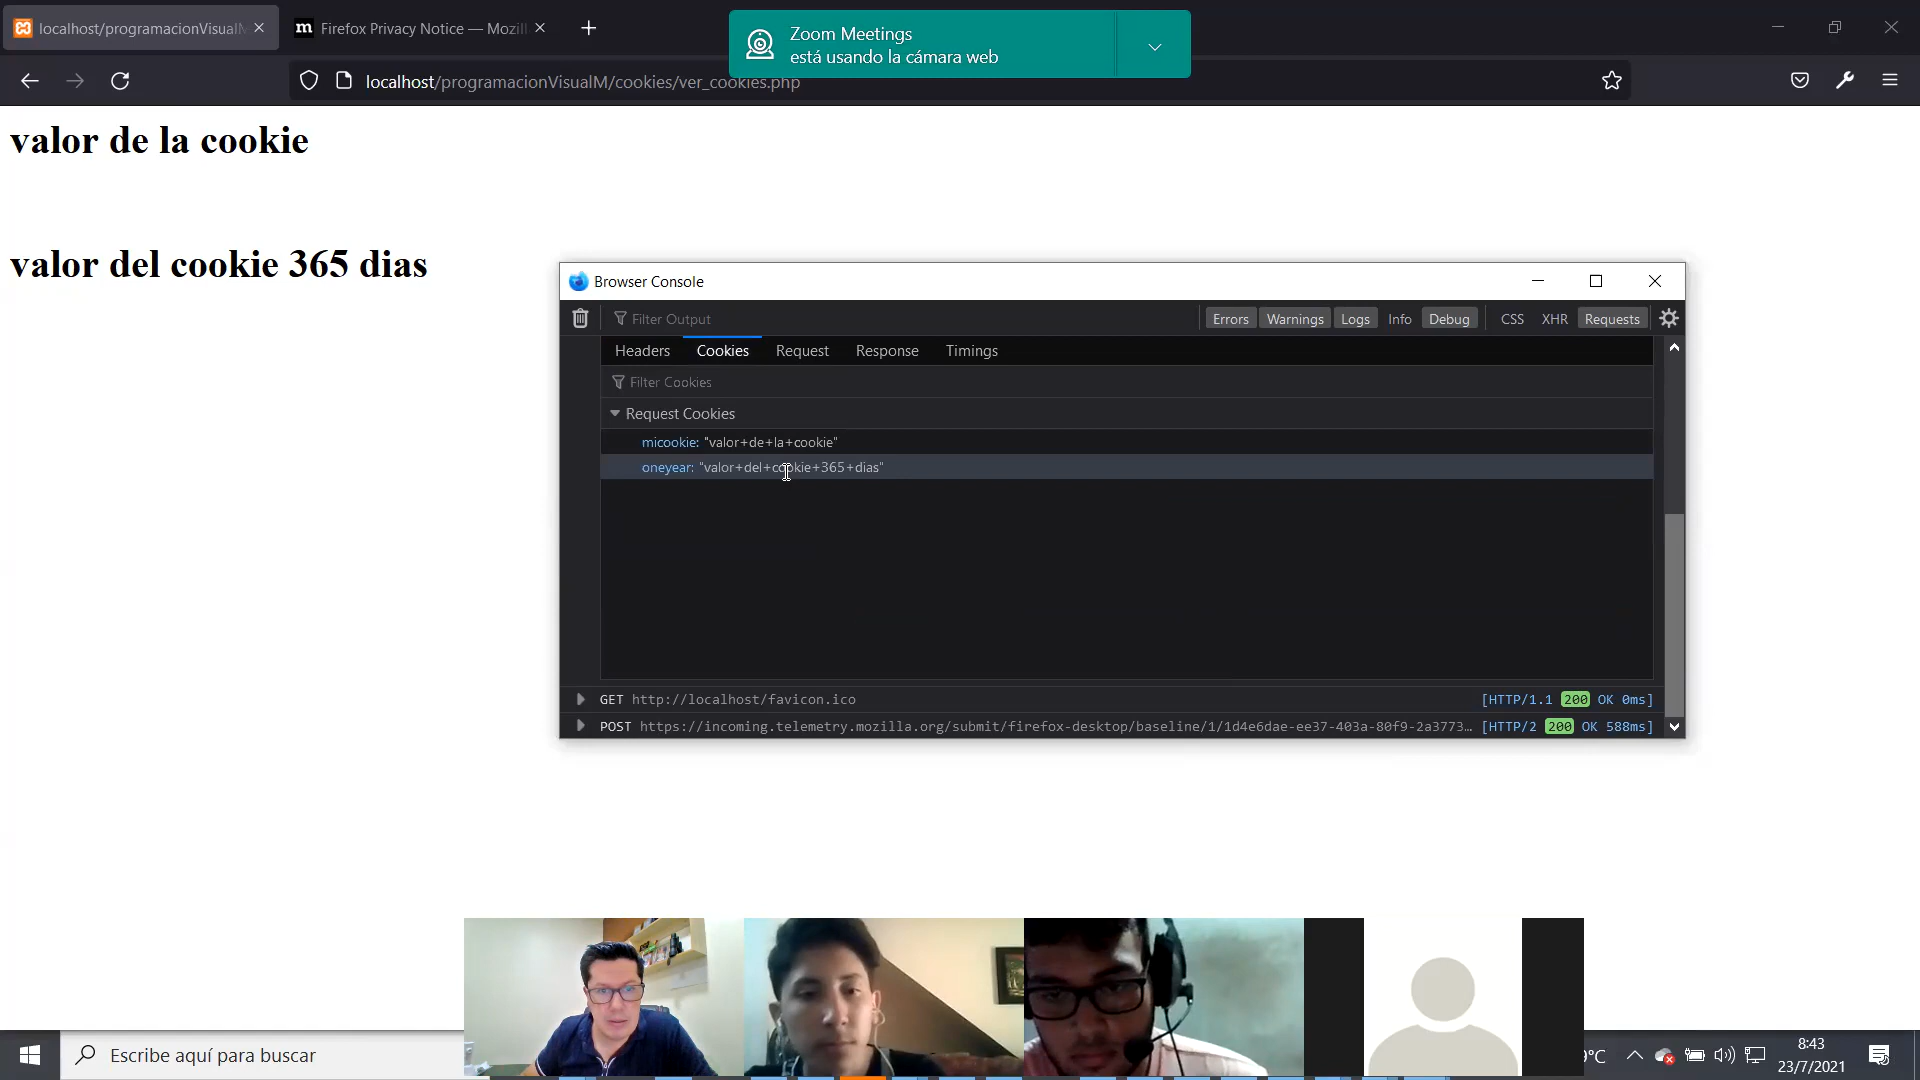 localhost/programacionVisualM
Firefox Privacy Notice — Mozil
Zoom Meetings
está usando la cámara web
localhost/programacionVisualM/cookies/ver_cookies.php
valor de la cookie
valor del cookie 365 dias
Browser Console
Filter Output
Errors Warnings Logs Info Debug CSS XHR Requests
Headers Cookies Request Response Timings
Filter Cookies
Request Cookies
micookie: "valor+de+la+cookie"
oneyear: "valor+del+cookie+365+dias"
GET http://localhost/favicon.ico [HTTP/1.1 200 OK 0ms]
POST https://incoming.telemetry.mozilla.org/submit/firefox-desktop/baseline/1/1d4e6dae-ee37-403a-80f9-2a3773… [HTTP/2 200 OK 588ms]
Escribe aquí para buscar
9°C
8:43
23/7/2021